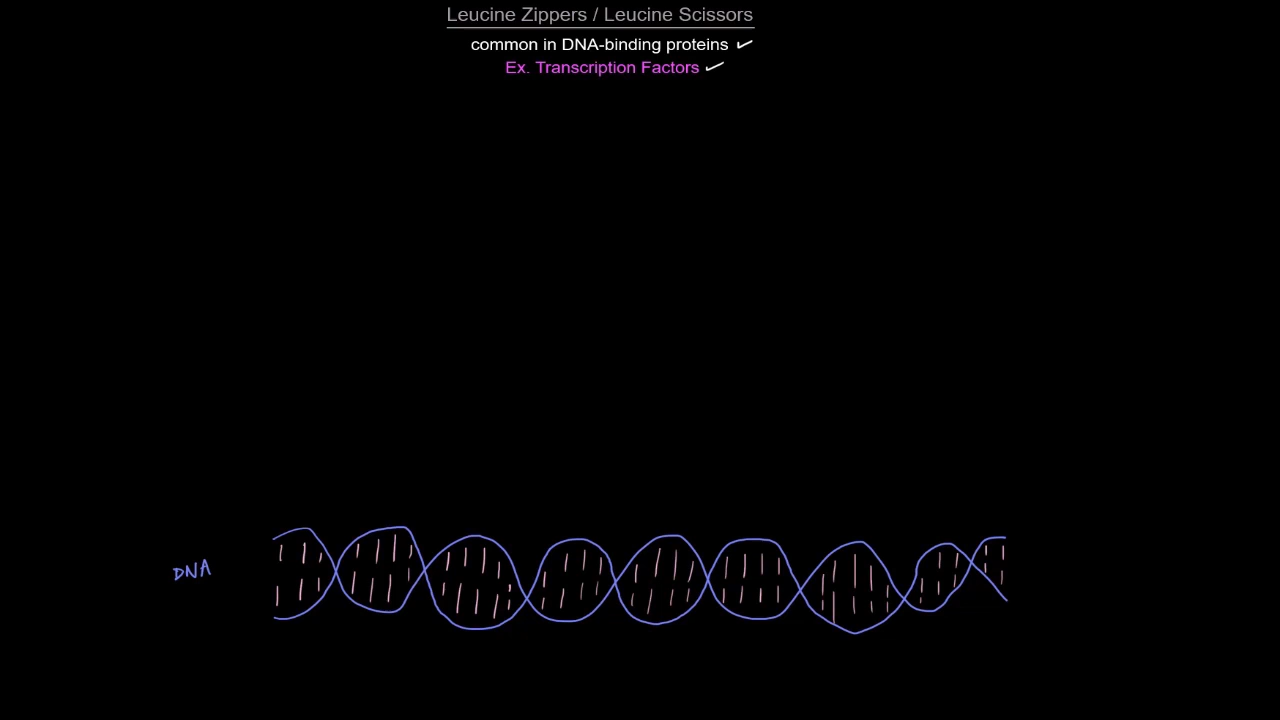 Leucine Zippers / Leucine Scissors
common in DNA-binding proteins
Ex. Transcription Factors
DNA